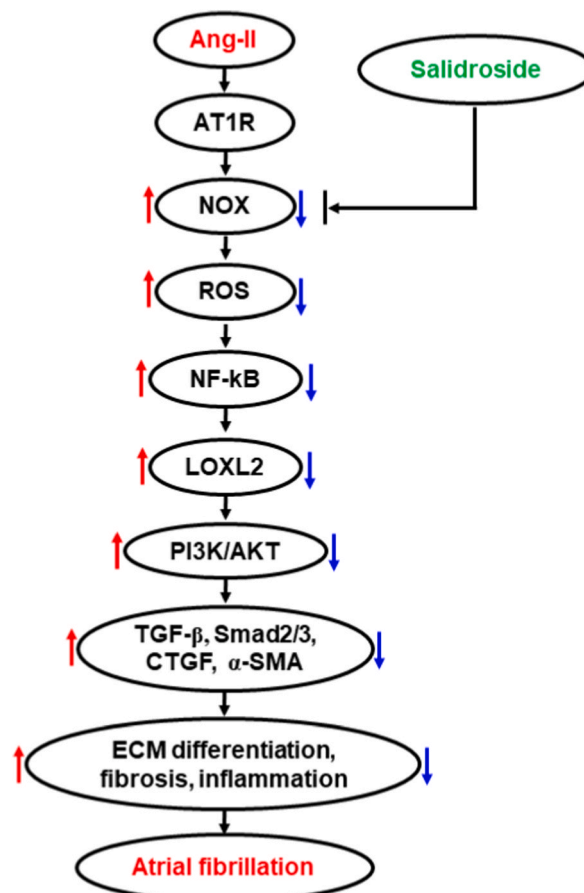 Ang-II
Salidroside
AT1R
NOX
ROS
NF-kB
LOXL2
PI3K/AKT
TGF-β, Smad2/3,
CTGF, α-SMA
ECM differentiation,
fibrosis, inflammation
Atrial fibrillation